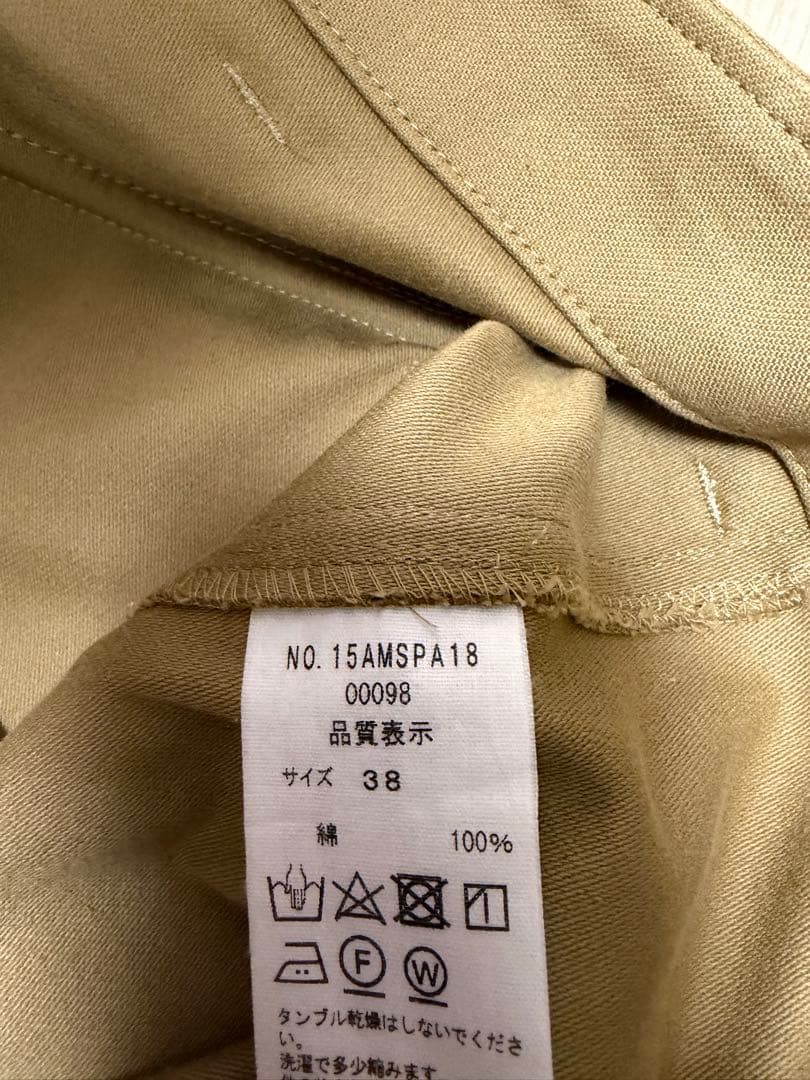 NO. 15AMSPA18
00098
品質表示
サイズ 38
綿 100%
F W
タンブル乾燥はしないでくださ
い。
洗濯で多少縮みます